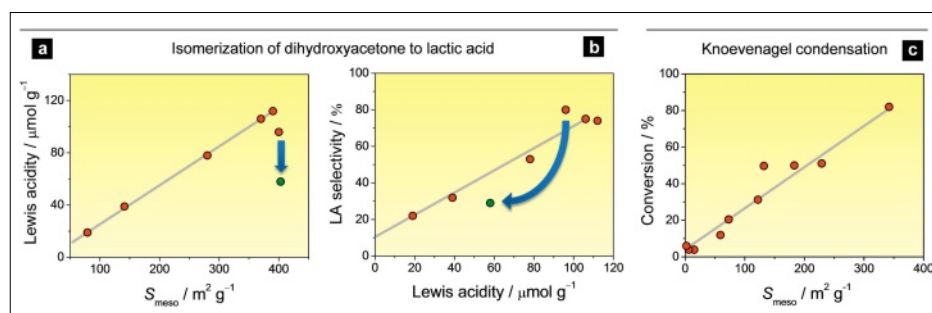 a
Isomerization of dihydroxyacetone to lactic acid
b
Knoevenagel condensation
c
Lewis acidity / μmol g⁻¹
120
80
40
0
100
200
300
400
S_meso / m² g⁻¹
LA selectivity / %
100
80
60
40
20
0
0
20
40
60
80
100
120
Lewis acidity / μmol g⁻¹
Conversion / %
100
80
60
40
20
0
0
100
200
300
400
S_meso / m² g⁻¹